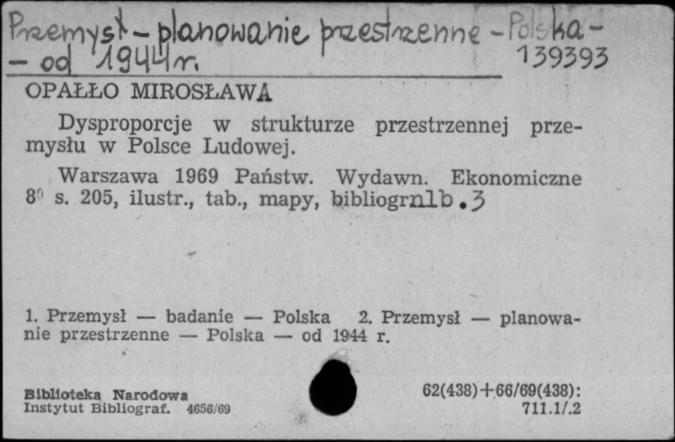 Przemysł – planowanie przestrzenne – Polska –
– od 1944 r.
139393
OPAŁŁO MIROSŁAWA
Dysproporcje w strukturze przestrzennej prze-
mysłu w Polsce Ludowej.
Warszawa 1969 Państw. Wydawn. Ekonomiczne
8⁰ s. 205, ilustr., tab., mapy, bibliogr nlb. 3
1. Przemysł — badanie — Polska 2. Przemysł — planowa-
nie przestrzenne — Polska — od 1944 r.
Biblioteka Narodowa
Instytut Bibliograf. 4656/69
62(438)+66/69(438):
711.1/.2